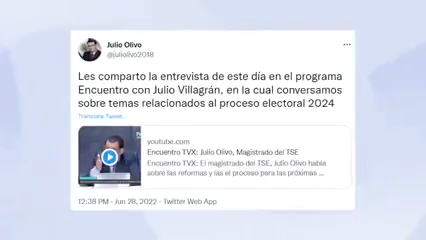 Julio Olivo
@juliolivo2018
Les comparto la entrevista de este día en el programa
Encuentro con Julio Villagrán, en la cual conversamos
sobre temas relacionados al proceso electoral 2024
Translate Tweet
youtube.com
Encuentro TVX: Julio Olivo, Magistrado del TSE
Encuentro TVX: El magistrado del TSE, Julio Olivo habla
sobre las reformas y las el proceso para las próximas ...
12:38 PM · Jun 28, 2022 · Twitter Web App